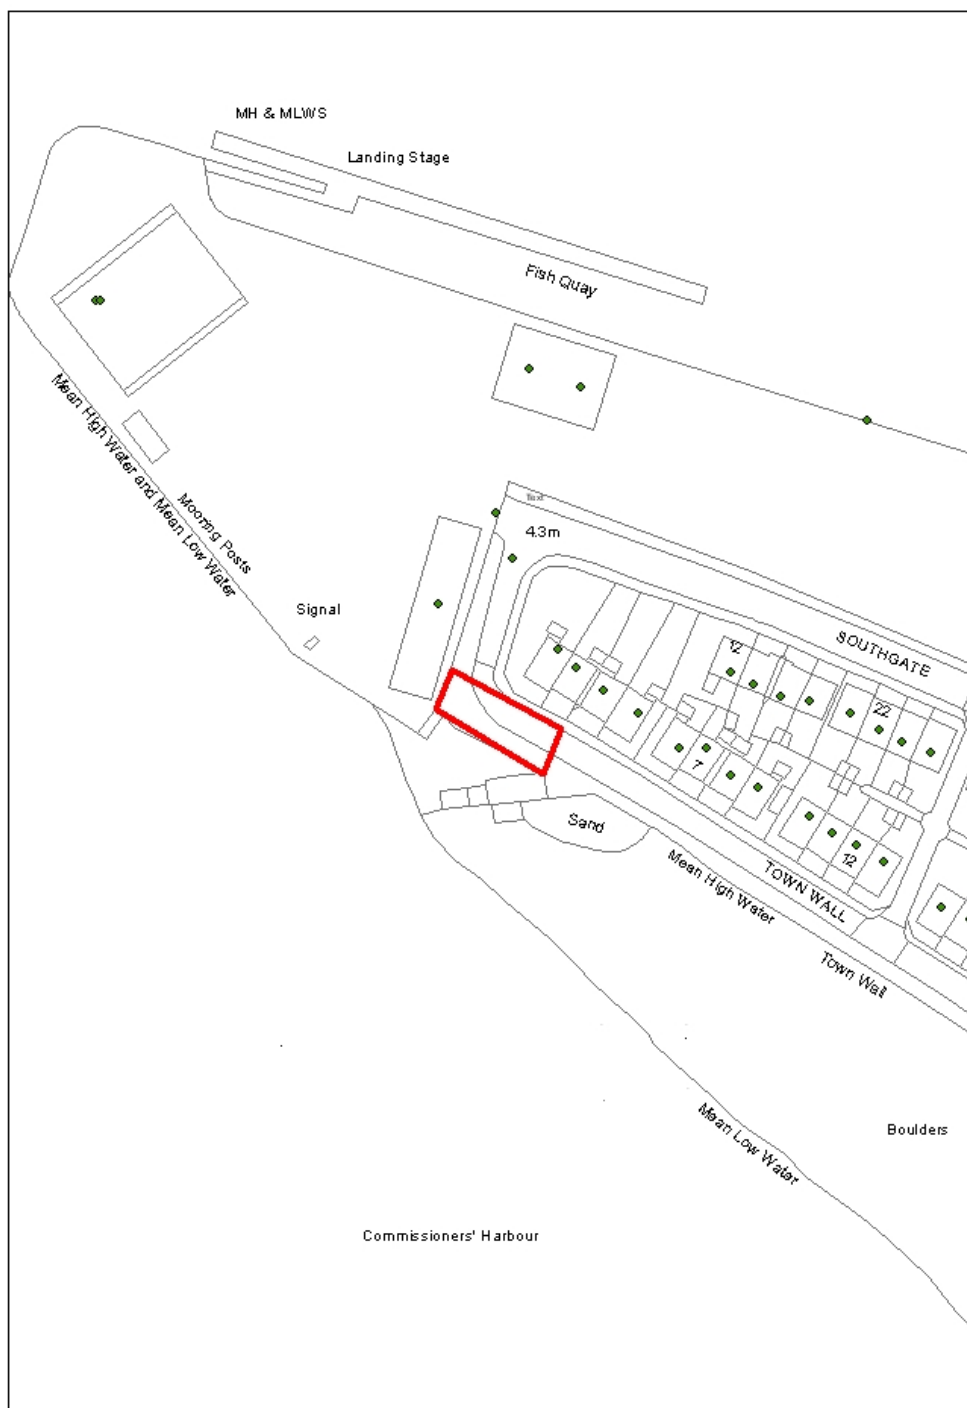 MH & MLWS
Landing Stage
Fish Quay
Mean High Water and Mean Low Water
Mooring Posts
Text
4.3m
Signal
SOUTHGATE
12
22
7
12
Sand
TOWN WALL
Mean High Water
Town Wall
Mean Low Water
Boulders
Commissioners' Harbour